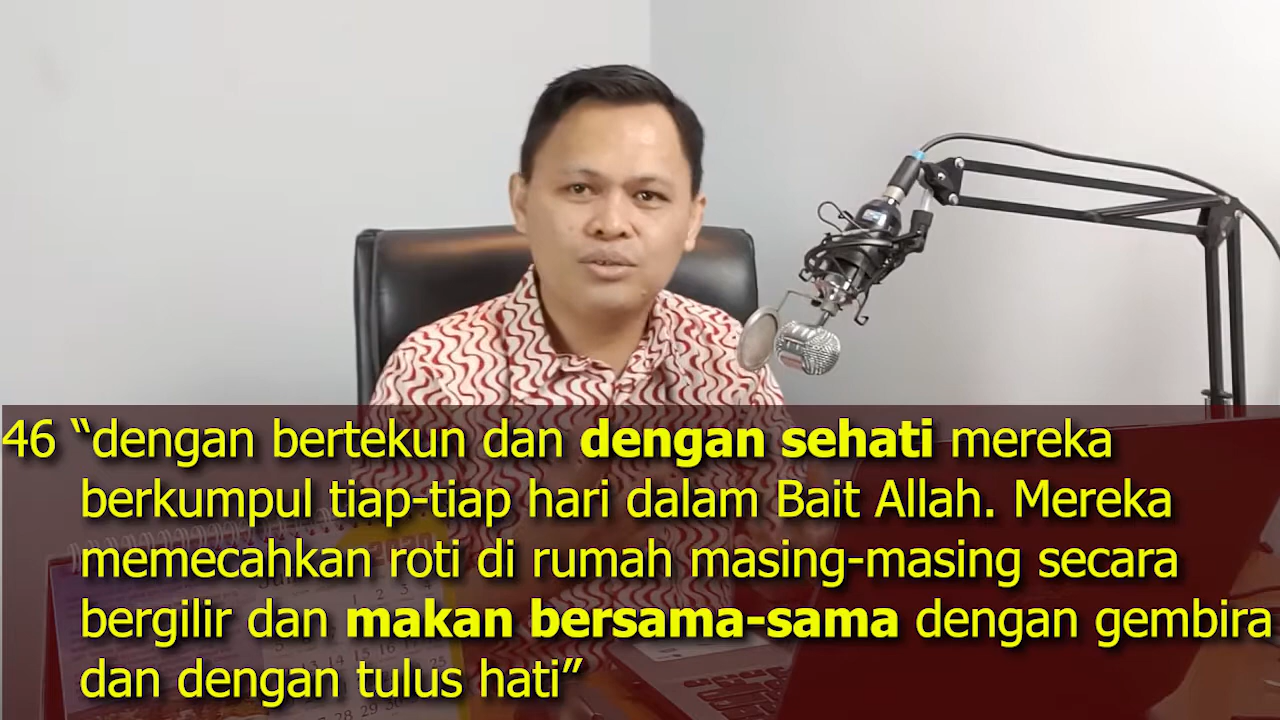 46 “dengan bertekun dan dengan sehati mereka
berkumpul tiap-tiap hari dalam Bait Allah. Mereka
memecahkan roti di rumah masing-masing secara
bergilir dan makan bersama-sama dengan gembira
dan dengan tulus hati”